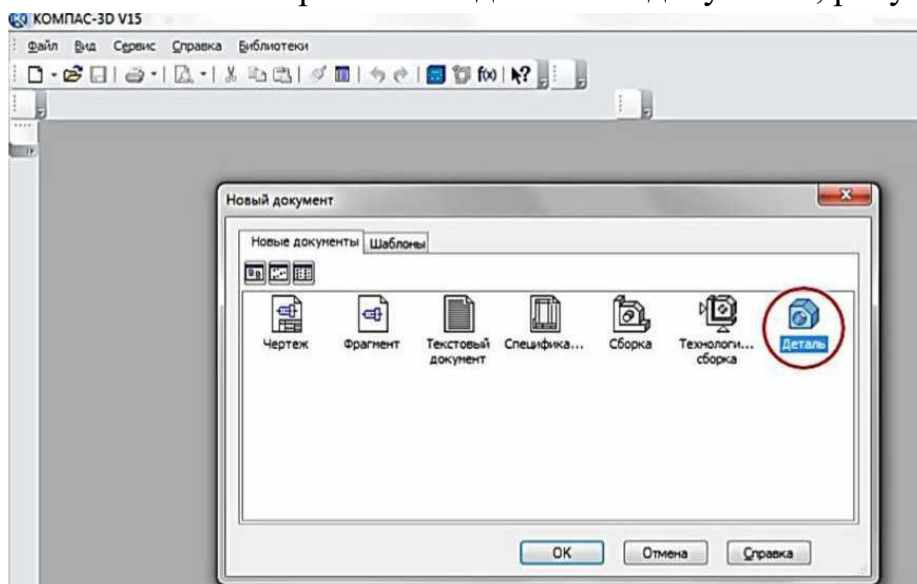 КОМПАС-3D V15
Файл Вид Сервис Справка Библиотеки
f(x)
Новый документ
Новые документы Шаблоны
Чертеж Фрагмент Текстовый документ Специфика... Сборка Технологи... сборка Деталь
OK Отмена Справка